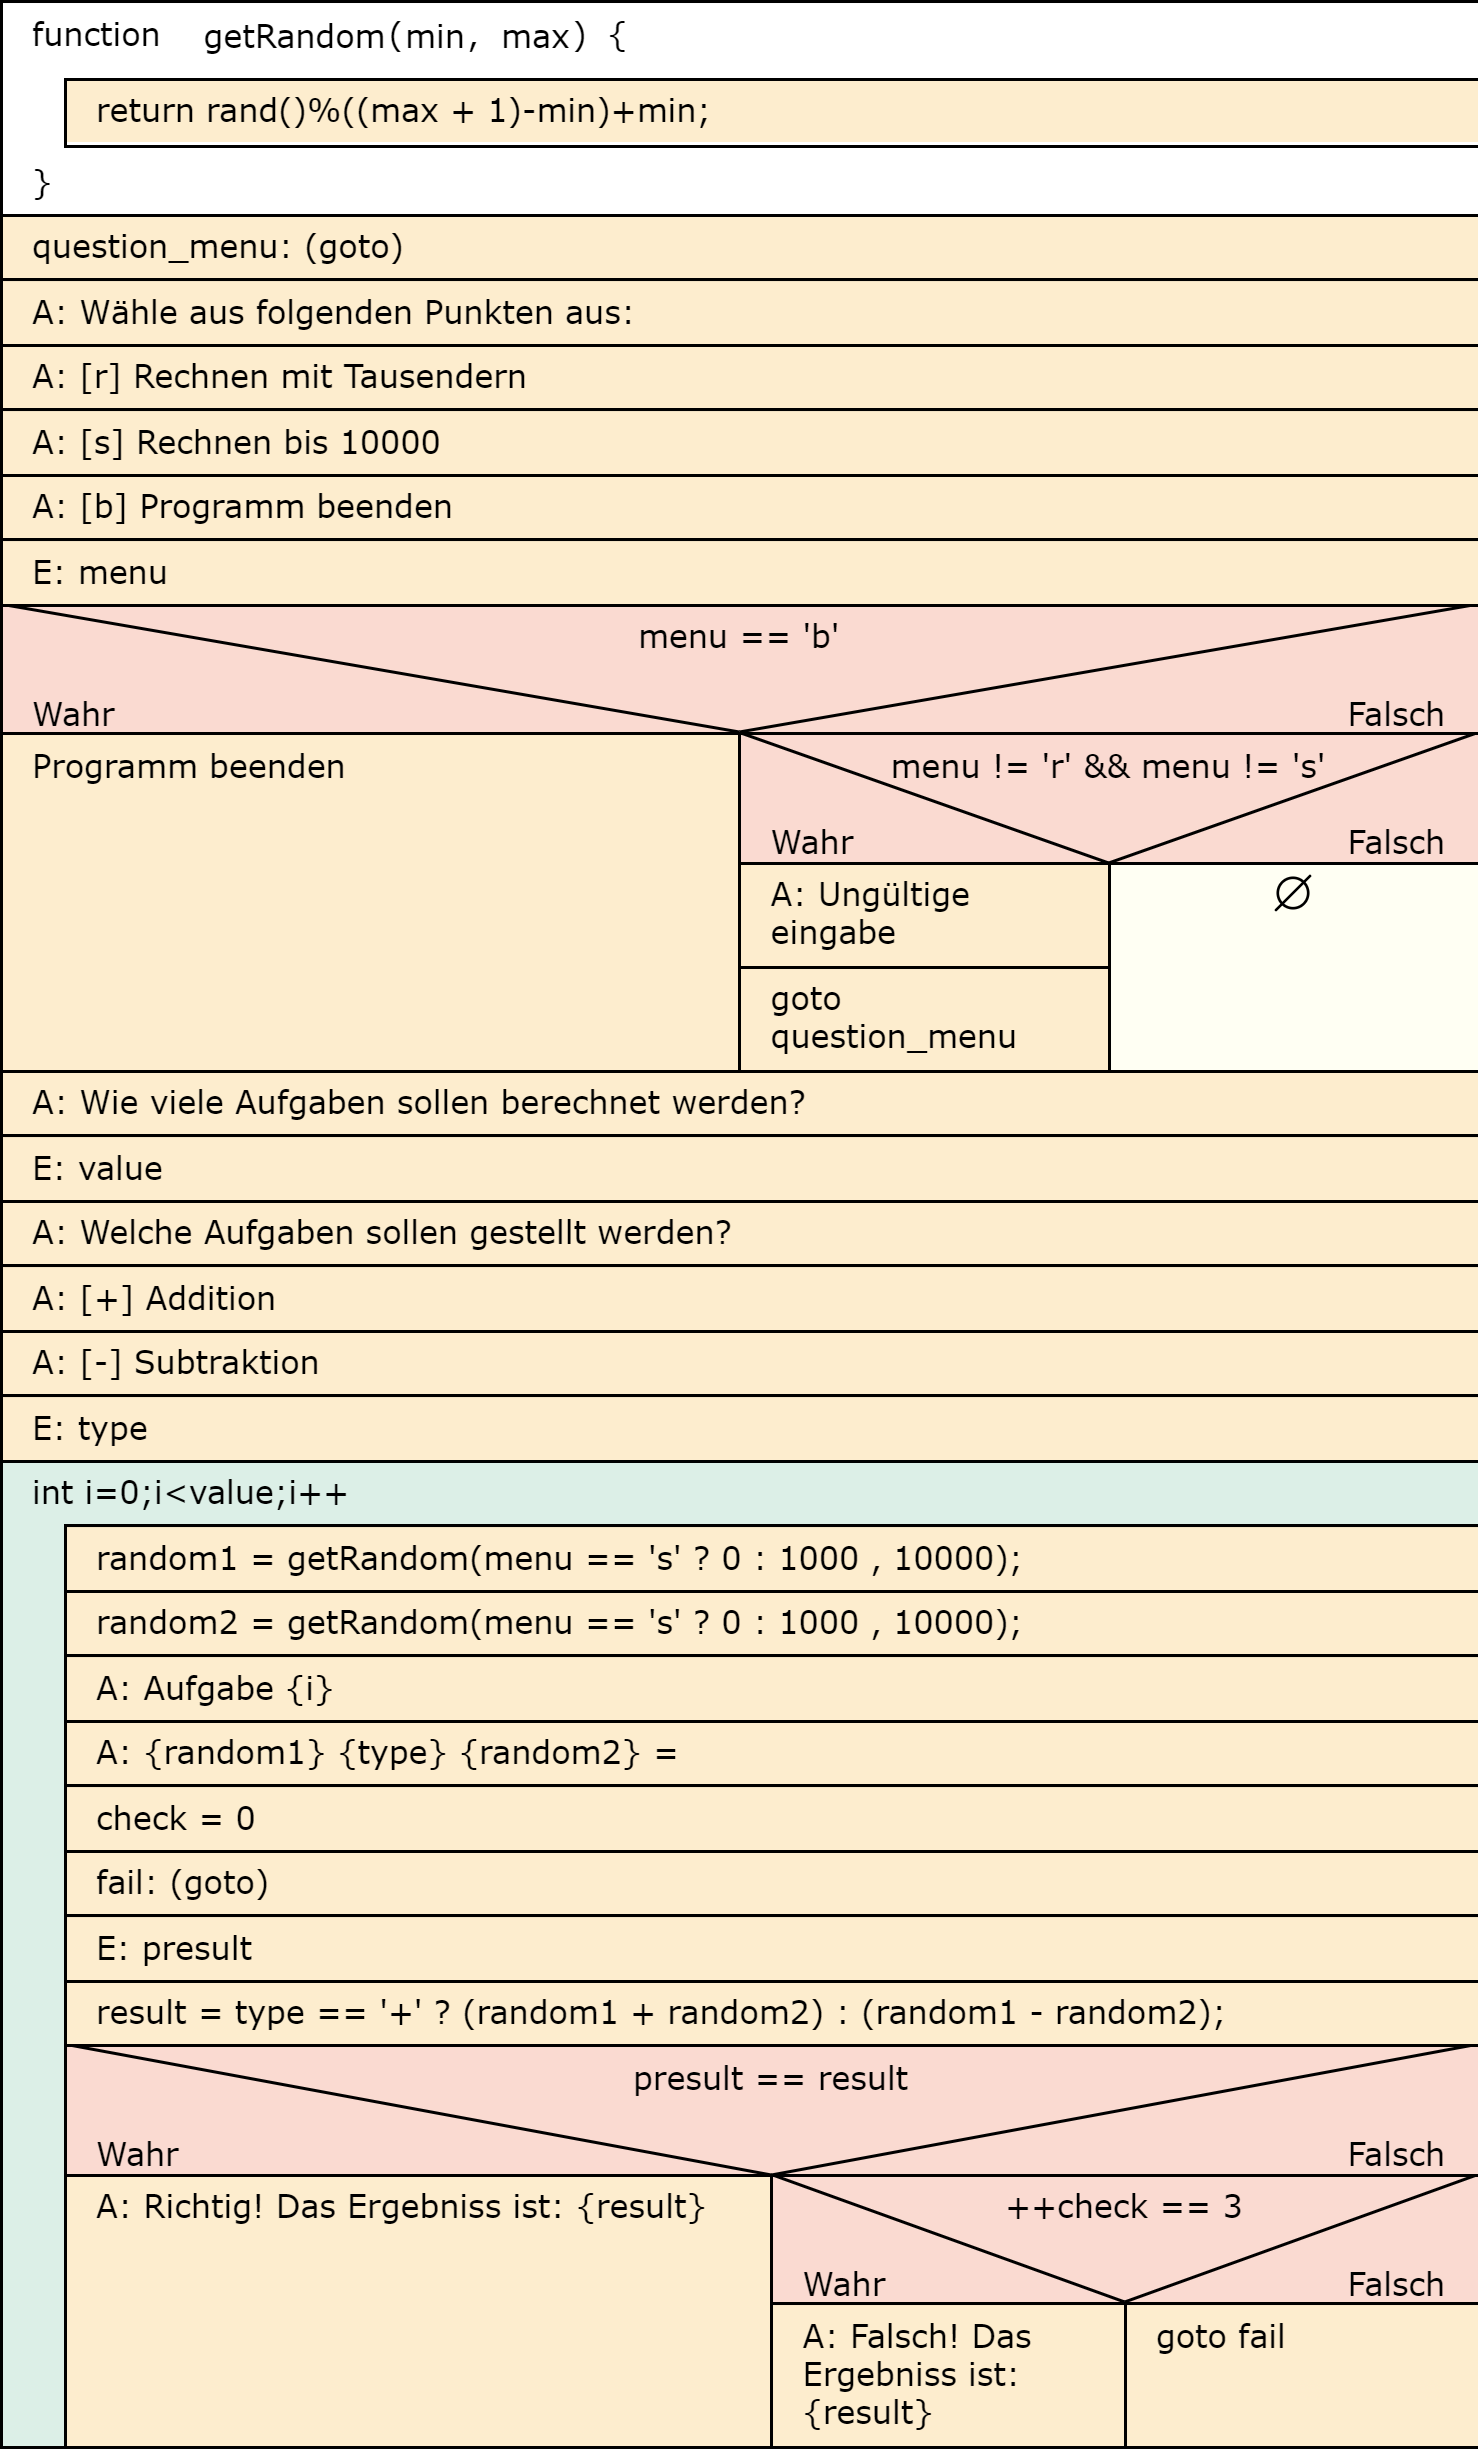 function getRandom(min, max) {
return rand()%((max + 1)-min)+min;
}
question_menu: (goto)
A: Wähle aus folgenden Punkten aus:
A: [r] Rechnen mit Tausendern
A: [s] Rechnen bis 10000
A: [b] Programm beenden
E: menu
menu == 'b'
Wahr
Falsch
Programm beenden
menu != 'r' && menu != 's'
Wahr
Falsch
A: Ungültige
eingabe
goto
question_menu
∅
A: Wie viele Aufgaben sollen berechnet werden?
E: value
A: Welche Aufgaben sollen gestellt werden?
A: [+] Addition
A: [-] Subtraktion
E: type
int i=0;i<value;i++
random1 = getRandom(menu == 's' ? 0 : 1000 , 10000);
random2 = getRandom(menu == 's' ? 0 : 1000 , 10000);
A: Aufgabe {i}
A: {random1} {type} {random2} =
check = 0
fail: (goto)
E: presult
result = type == '+' ? (random1 + random2) : (random1 - random2);
presult == result
Wahr
Falsch
A: Richtig! Das Ergebniss ist: {result}
++check == 3
Wahr
Falsch
A: Falsch! Das
Ergebniss ist:
{result}
goto fail